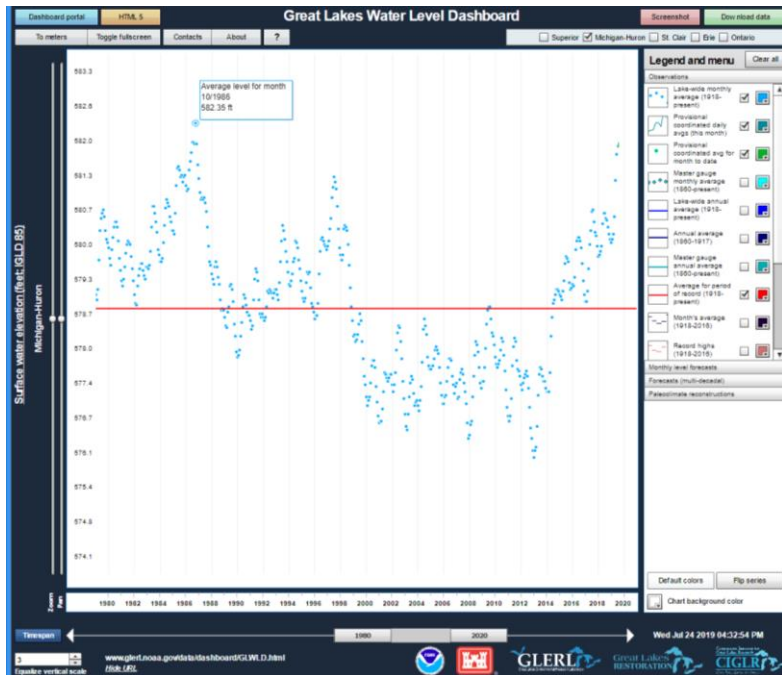 Dashboard portal
HTML 5
Great Lakes Water Level Dashboard
Screenshot
Download data
To meters
Toggle fullscreen
Contacts
About
?
Superior
Michigan-Huron
St. Clair
Erie
Ontario
Legend and menu
Clear all
Observations
Lake-wide monthly
average (1918-
present)
Provisional
coordinated daily
avgs (this month)
Provisional
coordinated avg for
month to date
Master gauge
monthly average
(1860-present)
Lake-wide annual
average (1918-
present)
Annual average
(1860-1917)
Master gauge
annual average
(1860-present)
Average for period
of record (1918-
present)
Month's average
(1918-2016)
Record highs
(1918-2016)
Monthly level forecasts
Forecasts (multi-decadal)
Paleoclimate reconstructions
Default colors
Flip series
Chart background color
Surface water elevation (feet; IGLD 85)
Michigan-Huron
Zoom
Pan
583.3
582.6
582.0
581.3
580.7
580.0
579.3
578.7
578.0
577.4
576.7
576.1
575.4
574.8
574.1
Average level for month
10/1986
582.35 ft
1980 1982 1984 1986 1988 1990 1992 1994 1996 1998 2000 2002 2004 2006 2008 2010 2012 2014 2016 2018 2020
Timespan
1980
2020
Wed Jul 24 2019 04:32:54 PM
3
Equalize vertical scale
www.glerl.noaa.gov/data/dashboard/GLWLD.html
Hide URL
GLERL
Great Lakes
RESTORATION
CIGLR